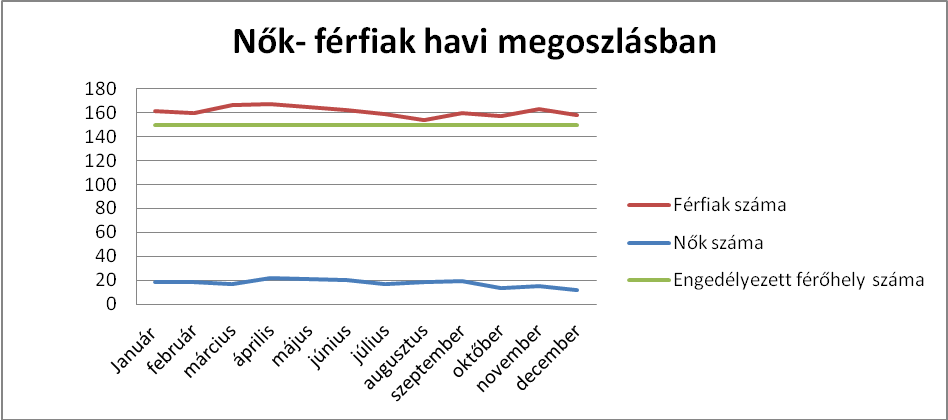 Nők- férfiak havi megoszlásban
180
160
140
120
100
80
60
40
20
0
Január
február
március
április
május
június
július
augusztus
szeptember
október
november
december
Férfiak száma
Nők száma
Engedélyezett férőhely száma